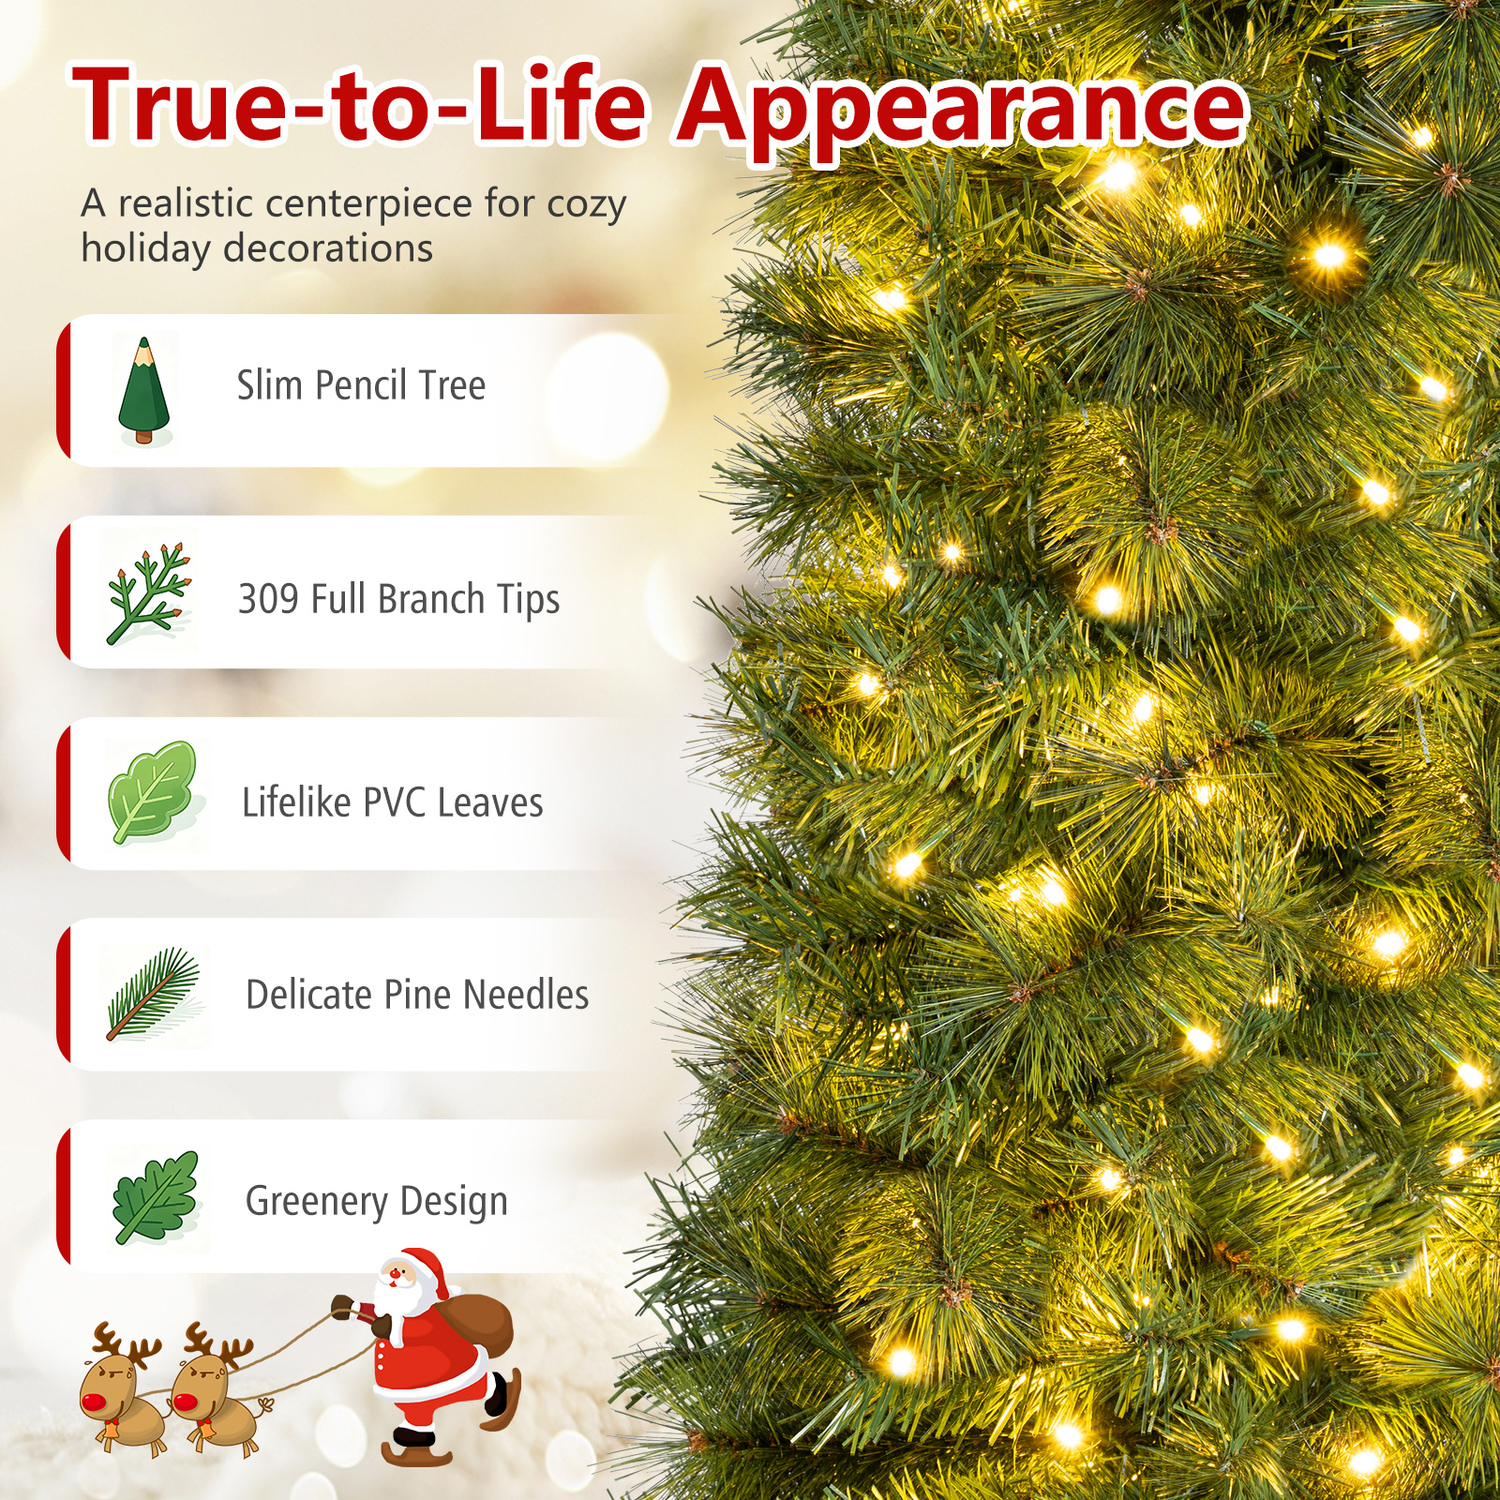 True-to-Life Appearance
A realistic centerpiece for cozy
holiday decorations
Slim Pencil Tree
309 Full Branch Tips
Lifelike PVC Leaves
Delicate Pine Needles
Greenery Design